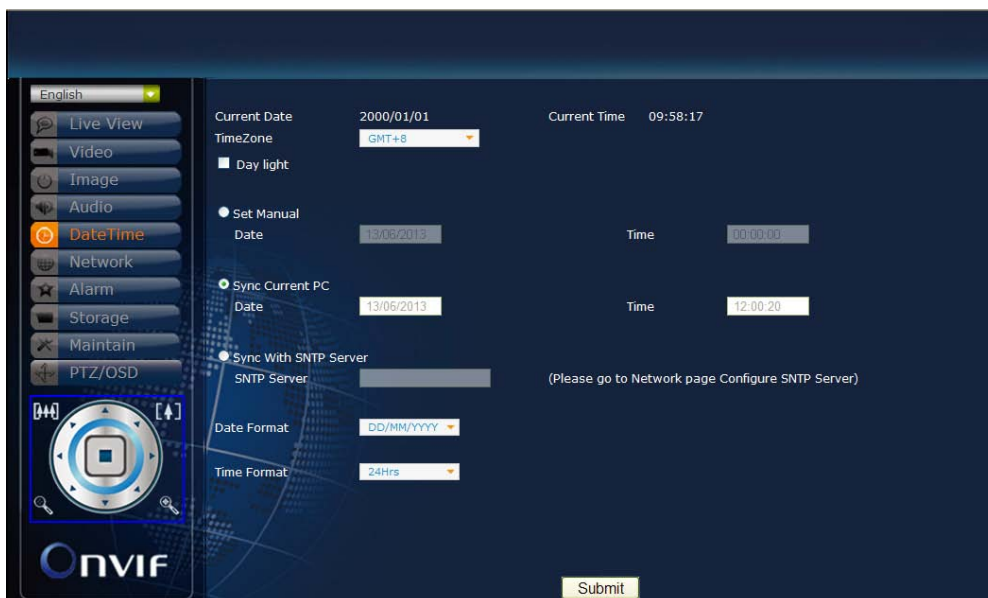 English
Live View
Video
Image
Audio
DateTime
Network
Alarm
Storage
Maintain
PTZ/OSD
Onvif
Current Date 2000/01/01 Current Time 09:58:17
TimeZone GMT+8
Day light
Set Manual
Date 13/06/2013 Time 00:00:00
Sync Current PC
Date 13/06/2013 Time 12:00:20
Sync With SNTP Server
SNTP Server (Please go to Network page Configure SNTP Server)
Date Format DD/MM/YYYY
Time Format 24Hrs
Submit